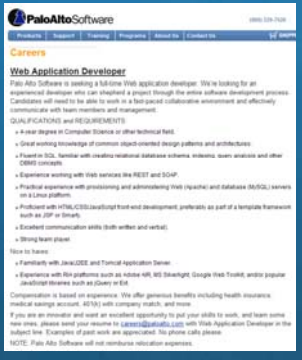 PaloAltoSoftware
Products Support Training Programs About Us Contact Us
Careers
Web Application Developer
Palo Alto Software is seeking a full-time Web application developer. We're looking for an
experienced developer who can shepherd a project through the entire software development process.
Candidates will need to be able to work in a fast-paced collaborative environment and effectively
communicate with team members and management.
QUALIFICATIONS and REQUIREMENTS:
» 4-year degree in Computer Science or other technical field.
» Great working knowledge of common object-oriented design patterns and architectures.
» Fluent in SQL, familiar with creating relational database schema, indexing, query analysis and other
DBMS concepts
» Experience working with Web services like REST and SOAP.
» Practical experience with provisioning and administering Web (Apache) and database (MySQL) servers
on a Linux platform.
» Proficient with HTML/CSS/JavaScript front-end development, preferably as part of a template framework
such as JSP or Smarty.
» Excellent communication skills (both written and verbal).
» Strong team player.
Nice to haves:
» Familiarity with Java/J2EE and Tomcat Application Server.
» Experience with RIA platforms such as Adobe AIR, MS Silverlight, Google Web Toolkit, and/or popular
JavaScript libraries such as jQuery or Ext.
Compensation is based on experience. We offer generous benefits including health insurance,
medical savings account, 401(k) with company match, and more.
If you are an innovator and want an excellent opportunity to put your skills to work, and learn some
new ones, please send your resume to careers@paloalto.com with Web Application Developer in the
subject line. Examples of past work are appreciated. No phone calls please.
NOTE: Palo Alto Software will not reimburse relocation expenses.